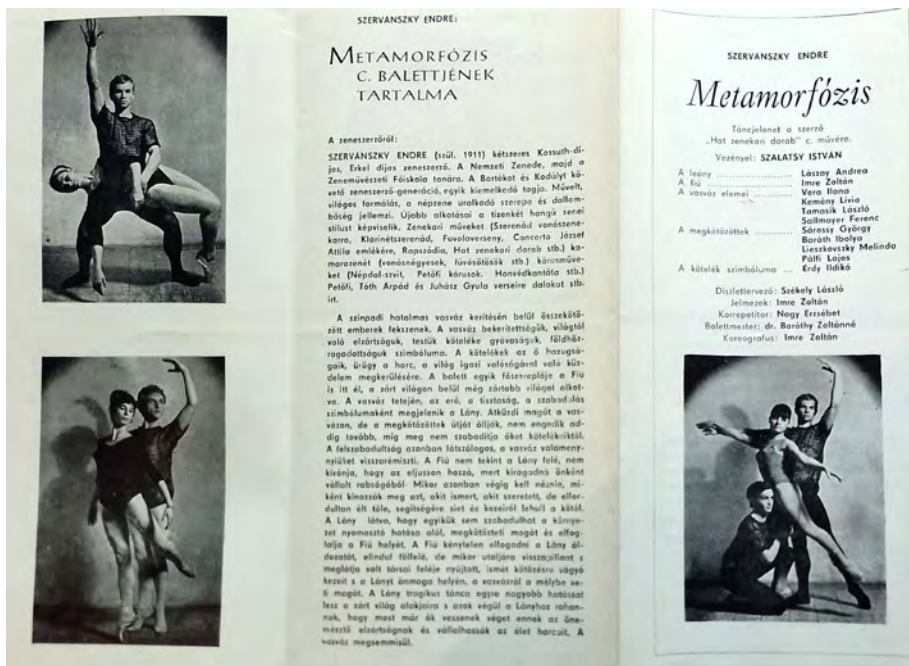 SZERVÁNSZKY ENDRE:
METAMORFÓZIS
C. BALETTJÉNEK
TARTALMA
A zeneszerzőről:
SZERVÁNSZKY ENDRE (szül. 1911) kétszeres Kossuth-dí-
jas, Erkel díjas zeneszerző. A Nemzeti Zenede, majd a
Zeneművészeti Főiskola tanára. A Bartókot és Kodályt kö-
vető zeneszerző-generáció egyik kiemelkedő tagja. Művelt,
világos formálás, a népzene uralkodó szerepe és dallam-
bőség jellemzi. Újabb alkotásai a tizenkét hangú zenei
stílust képviselik. Zenekari műveket (Szerenád vonószene-
karra, Klarinétszerenád, Fuvolaverseny, Concerto József
Attila emlékére, Rapszódia, Hat zenekari darab stb.) ka-
marazenét (vonósnégyesek, fúvósötösök stb.) kórusműve-
ket (Népdal-szvit, Petőfi kórusok. Honvédkantáta stb.)
Petőfi, Tóth Árpád és Juhász Gyula verseire dalokat stb.
írt.
A színpadi hatalmas vasváz kerítésén belül összekötö-
zött emberek fekszenek. A vasváz bekerítettségük, világtól
való elzártságuk, testük köteléke gyávaságuk, földhöz-
ragadottságuk szimbóluma. A kötelékek az ő hazugsá-
gaik, ürügy a harc, a világ igazi valóságával való küz-
delem megkerülésére. A balett egyik főszereplője a Fiú
is itt él, a zárt világon belül még zártabb világot alkot-
va. A vasváz tetején, az erő, a tisztaság, a szabadulás
szimbólumaként megjelenik a Lány. Átküzdi magát a vas-
vázon, de a megkötözöttek útját állják, nem engedik ad-
dig tovább, míg meg nem szabadítja őket kötelékeiktől.
A felszabadultság azonban látszólagos, a vasváz valameny-
nyiüket visszarémiszti. A Fiú nem tekint a Lány felé, nem
kívánja, hogy az eljusson hozzá, mert kiragadná önként
vállalt rabságából. Mikor azonban végig kell néznie, mi-
ként kínozzák meg azt, akit ismert, akit szeretett, de elfor-
dultan élt tőle, segítségére siet és kezeiről lehull a kötél.
A Lány látva, hogy egyikük sem szabadulhat a környe-
zet nyomasztó hatása alól, megkötözteti magát és elfog-
lalja a Fiú helyét. A Fiú kénytelen elfogadni a Lány ál-
dozatát, elindul fölfelé, de mikor utoljára visszapillant s
meglátja volt társai feléje nyújtott, ismét kötözésre vágyó
kezeit s a Lányt önmaga helyén, a vasvázról a mélybe ve-
ti magát. A Lány tragikus tánca egyre nagyobb hatással
lesz a zárt világ alakjaira s azok végül a Lányhoz rohan-
nak, hogy most már ők vessenek véget ennek az öne-
mésztő elzártságnak és vállalhassák az élet harcait. A
vasváz megsemmisül.
SZERVÁNSZKY ENDRE
Metamorfózis
Táncjelenet a szerző
„Hat zenekari darab" c. művére.
Vezényel: SZALATSY ISTVÁN
A leány .................... Lászay Andrea
A fiú ........................ Imre Zoltán
A vasváz elemei ........... Vera Ilona
Kemény Lívia
Tamasik László
Sallmayer Ferenc
A megkötözöttek .......... Sárossy György
Baráth Ibolya
Lieszkovszky Melinda
Pálfi Lajos
A kötelék szimbóluma ... Erdy Ildikó
Díszlettervező: Székely László
Jelmezek: Imre Zoltán
Korrepetitor: Nagy Erzsébet
Balettmester: dr. Baráthy Zoltánné
Koreográfus: Imre Zoltán